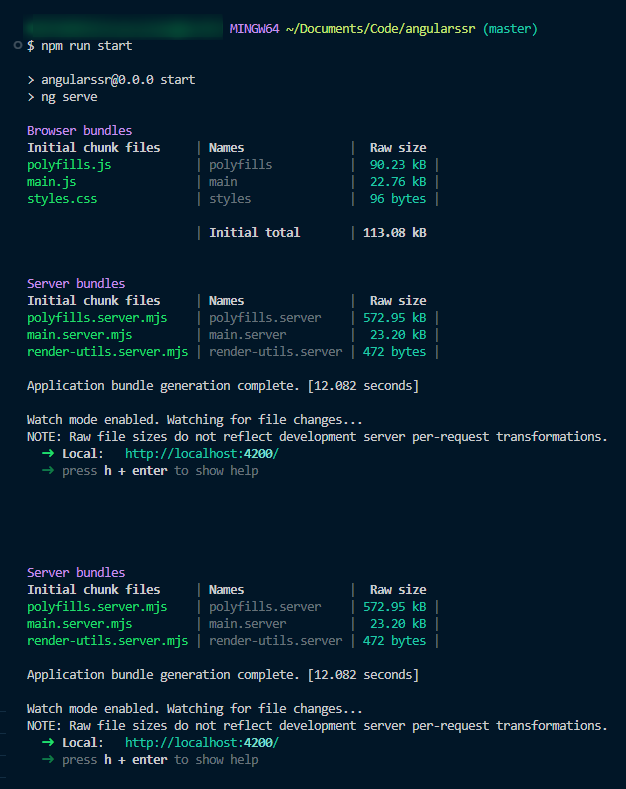 MINGW64 ~/Documents/Code/angularssr (master)
$ npm run start
> angularssr@0.0.0 start
> ng serve
Browser bundles
Initial chunk files | Names | Raw size
polyfills.js | polyfills | 90.23 kB |
main.js | main | 22.76 kB |
styles.css | styles | 96 bytes |
| Initial total | 113.08 kB
Server bundles
Initial chunk files | Names | Raw size
polyfills.server.mjs | polyfills.server | 572.95 kB |
main.server.mjs | main.server | 23.20 kB |
render-utils.server.mjs | render-utils.server | 472 bytes |
Application bundle generation complete. [12.082 seconds]
Watch mode enabled. Watching for file changes...
NOTE: Raw file sizes do not reflect development server per-request transformations.
➜ Local: http://localhost:4200/
➜ press h + enter to show help
Server bundles
Initial chunk files | Names | Raw size
polyfills.server.mjs | polyfills.server | 572.95 kB |
main.server.mjs | main.server | 23.20 kB |
render-utils.server.mjs | render-utils.server | 472 bytes |
Application bundle generation complete. [12.082 seconds]
Watch mode enabled. Watching for file changes...
NOTE: Raw file sizes do not reflect development server per-request transformations.
➜ Local: http://localhost:4200/
➜ press h + enter to show help